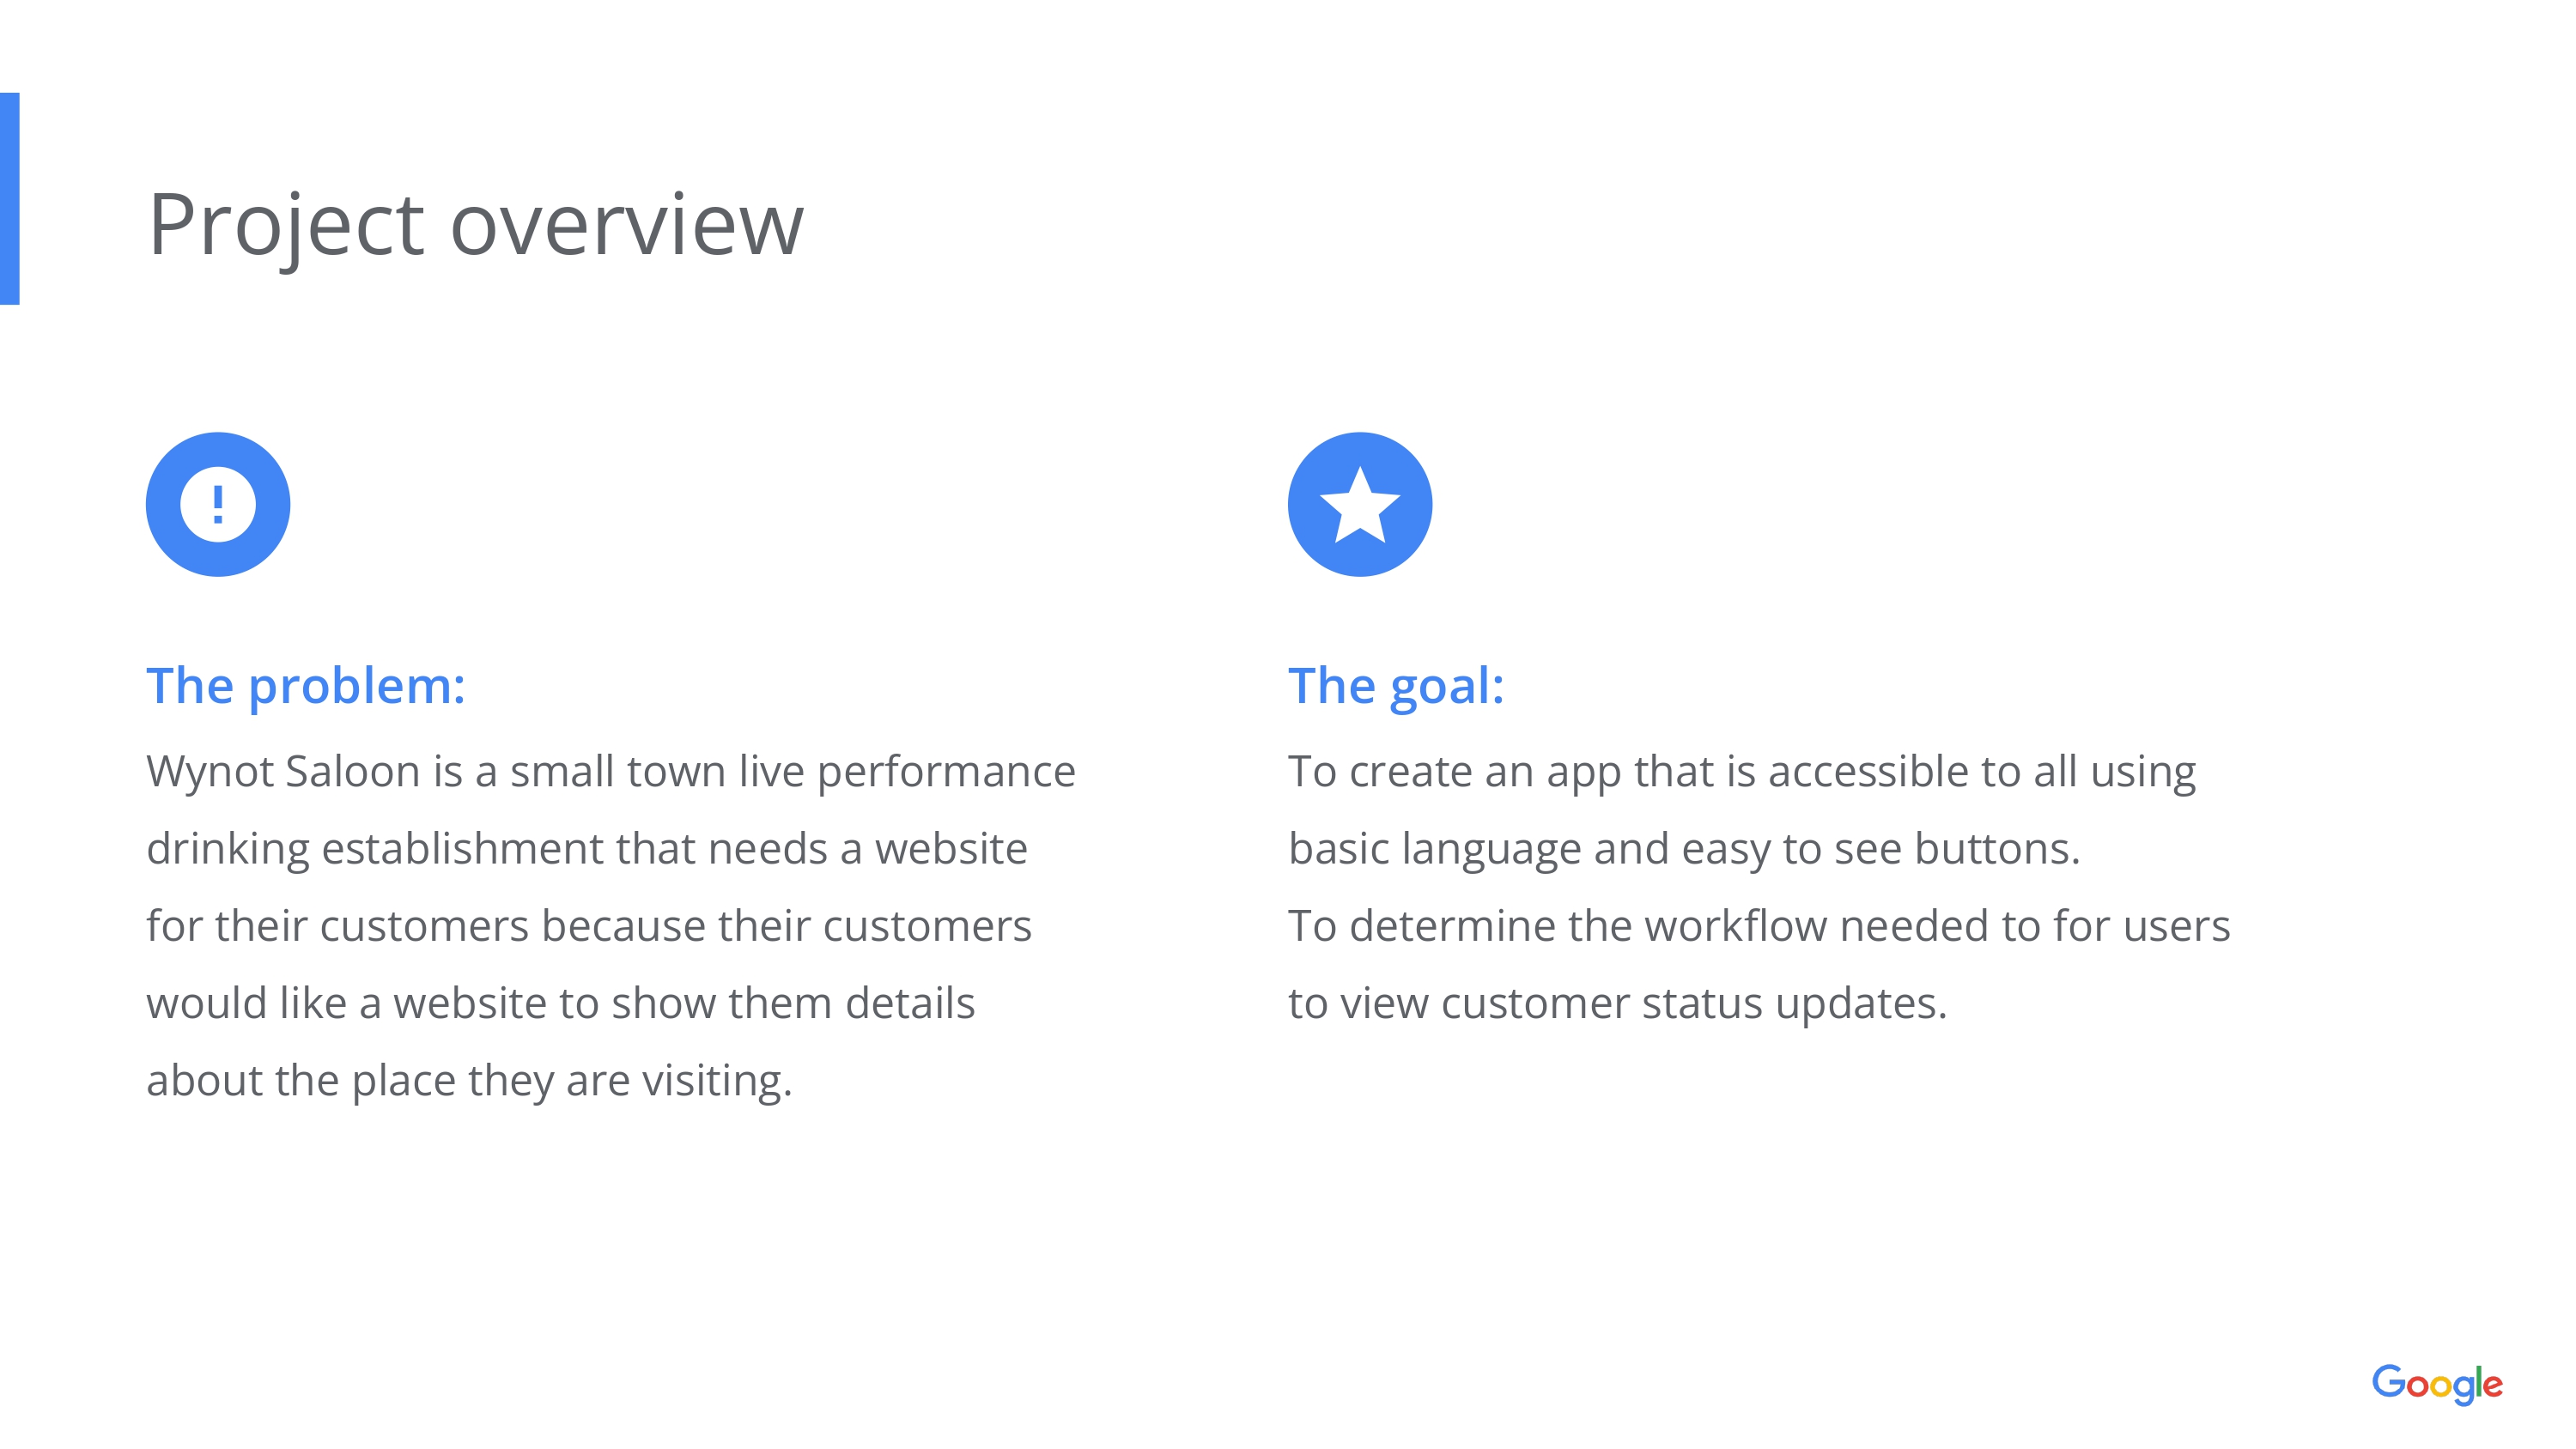 Project overview
The problem:
Wynot Saloon is a small town live performance
drinking establishment that needs a website
for their customers because their customers
would like a website to show them details
about the place they are visiting.
The goal:
To create an app that is accessible to all using
basic language and easy to see buttons.
To determine the workflow needed to for users
to view customer status updates.
Google